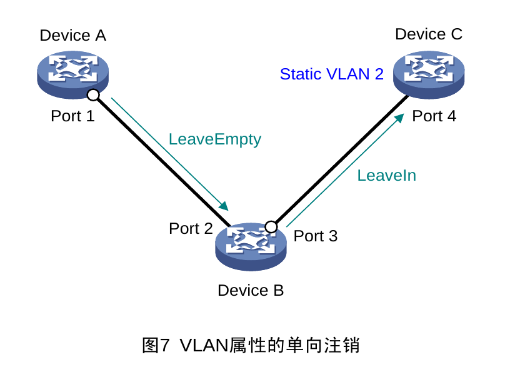 Device A
Device C
Static VLAN 2
Port 1
Port 4
LeaveEmpty
LeaveIn
Port 2
Port 3
Device B
图7 VLAN属性的单向注销